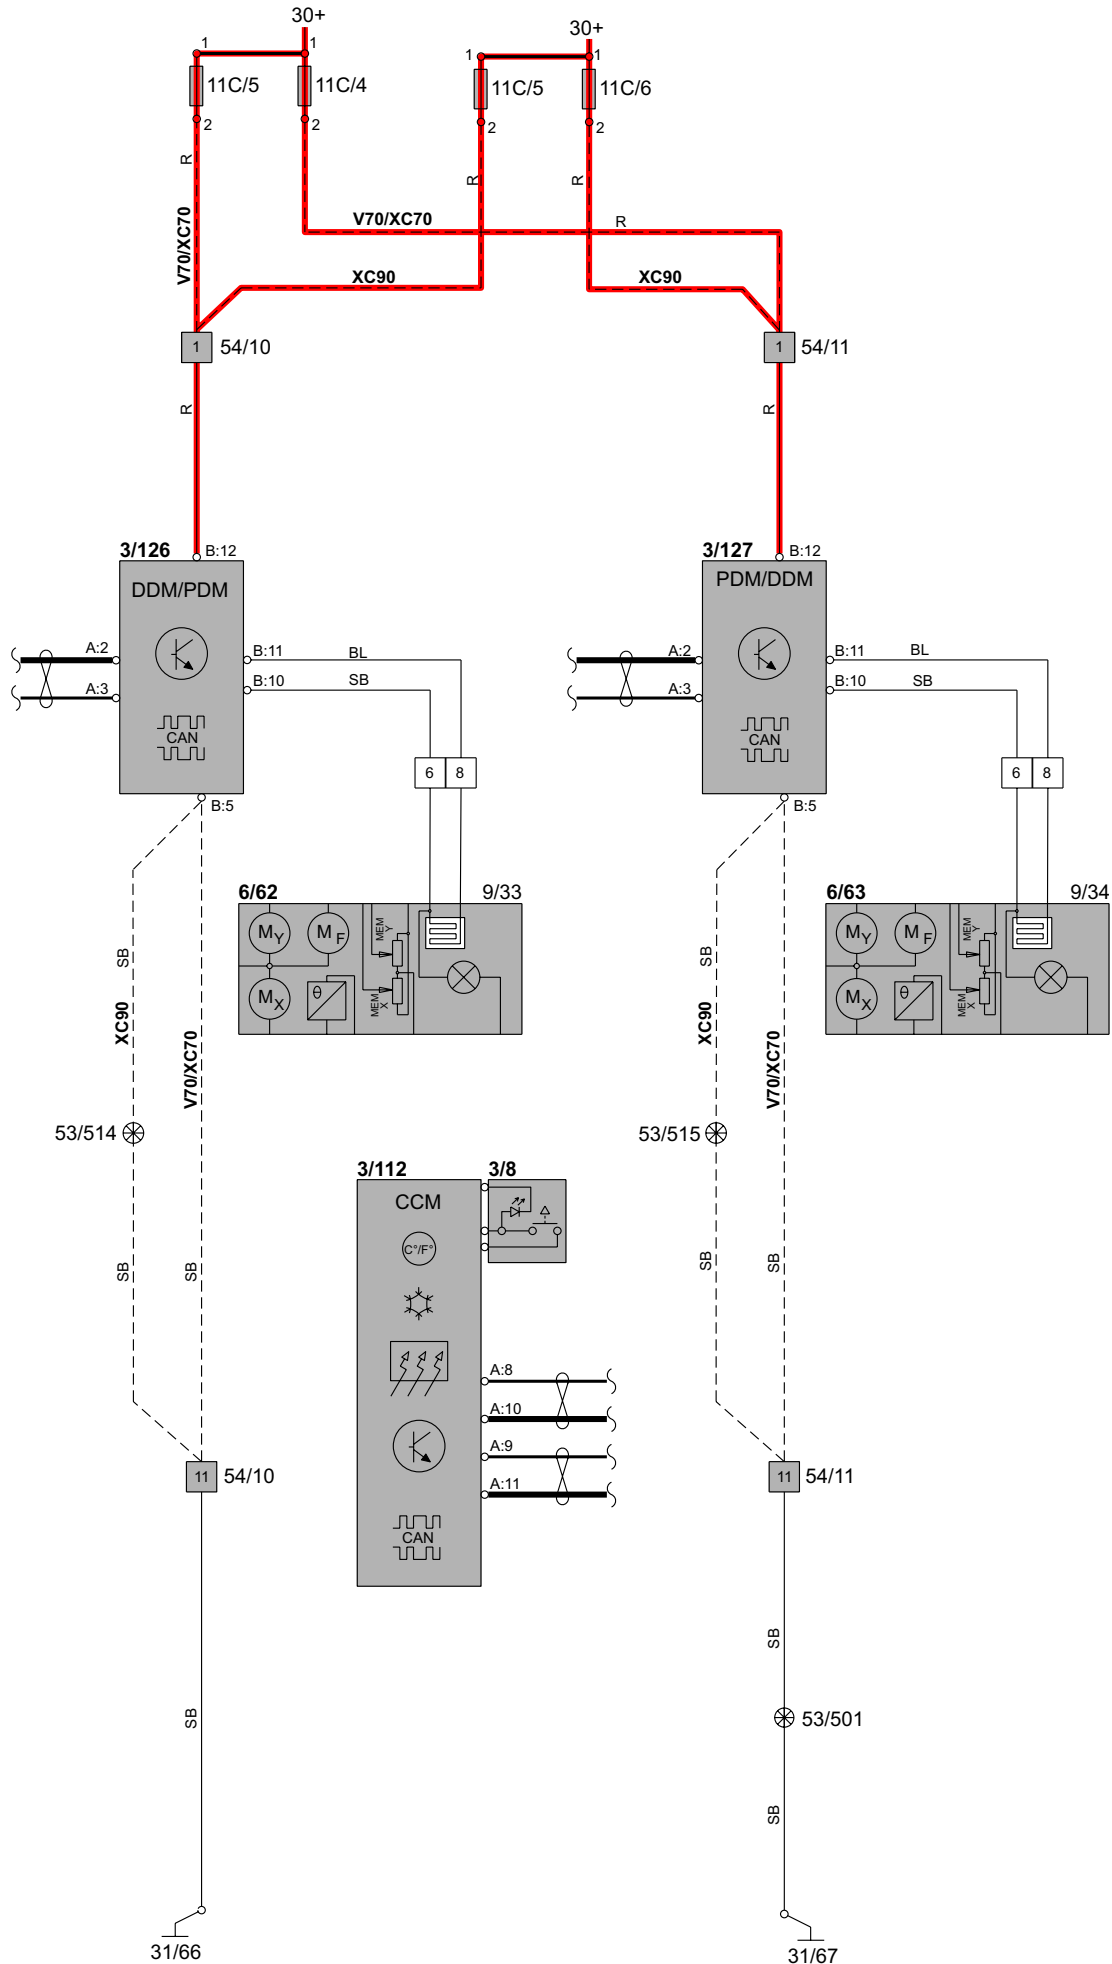 30+
30+
1
1
1
1
11C/5
11C/4
11C/5
11C/6
2
2
2
2
R
R
R
V70/XC70
V70/XC70
R
XC90
XC90
1
54/10
1
54/11
R
R
3/126
B:12
3/127
B:12
DDM/PDM
PDM/DDM
A:2
B:11
BL
A:2
B:11
BL
A:3
B:10
SB
A:3
B:10
SB
CAN
CAN
6
8
6
8
B:5
B:5
6/62
9/33
6/63
9/34
MY
MF
MEM Y
MY
MF
MEM Y
MX
θ
MEM X
MX
θ
MEM X
SB
SB
XC90
V70/XC70
XC90
V70/XC70
53/514
53/515
3/112
3/8
CCM
C°/F°
SB
SB
SB
SB
A:8
A:10
A:9
A:11
CAN
11
54/10
11
54/11
SB
SB
53/501
SB
31/66
31/67